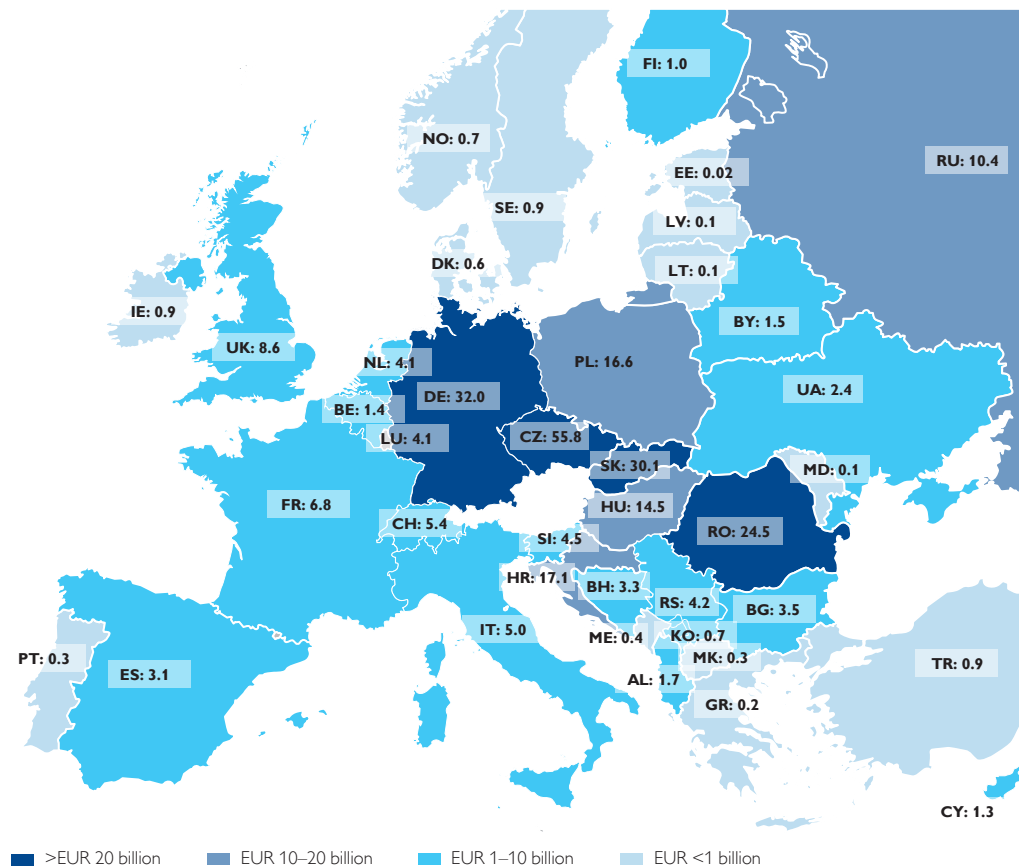 FI: 1.0
NO: 0.7
RU: 10.4
EE: 0.02
SE: 0.9
LV: 0.1
DK: 0.6
LT: 0.1
IE: 0.9
BY: 1.5
UK: 8.6
NL: 4.1
PL: 16.6
UA: 2.4
DE: 32.0
BE: 1.4
LU: 4.1
CZ: 55.8
SK: 30.1
MD: 0.1
FR: 6.8
HU: 14.5
CH: 5.4
RO: 24.5
SI: 4.5
HR: 17.1
BH: 3.3
RS: 4.2
BG: 3.5
IT: 5.0
ME: 0.4
KO: 0.7
PT: 0.3
MK: 0.3
TR: 0.9
ES: 3.1
AL: 1.7
GR: 0.2
CY: 1.3
>EUR 20 billion
EUR 10–20 billion
EUR 1–10 billion
EUR <1 billion